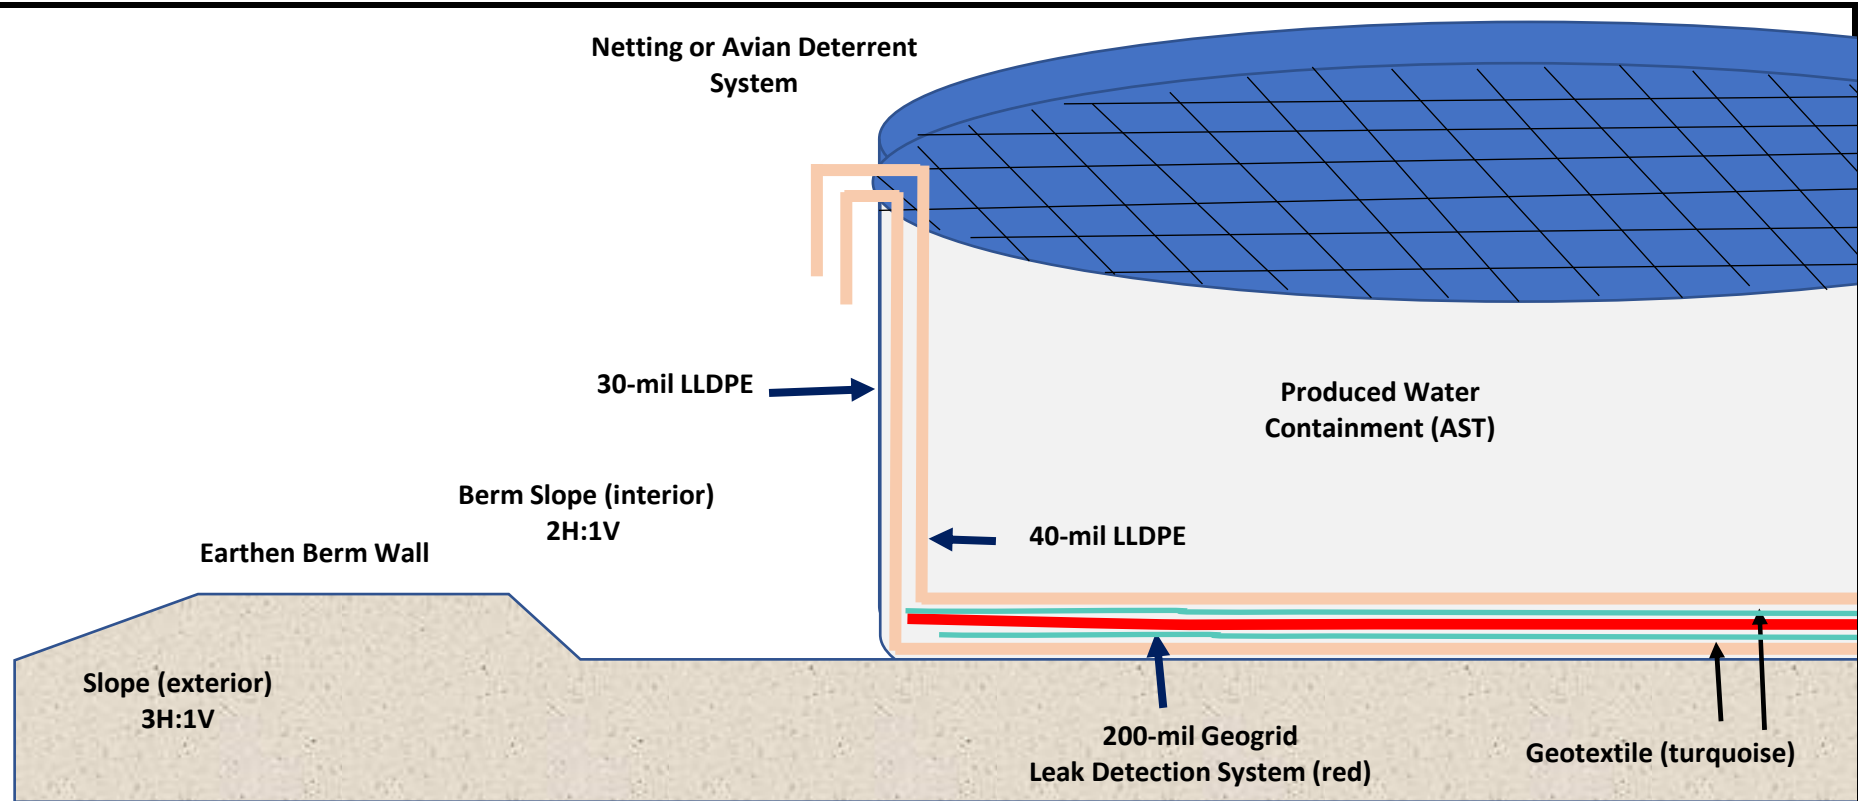 Netting or Avian Deterrent
System
30-mil LLDPE
Produced Water
Containment (AST)
Berm Slope (interior)
2H:1V
40-mil LLDPE
Earthen Berm Wall
Slope (exterior)
3H:1V
200-mil Geogrid
Leak Detection System (red)
Geotextile (turquoise)